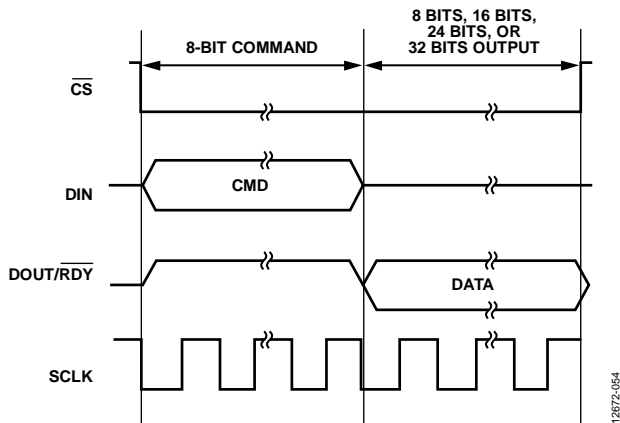 8-BIT COMMAND
8 BITS, 16 BITS,
24 BITS, OR
32 BITS OUTPUT
CS
DIN
CMD
DOUT/RDY
DATA
SCLK
12672-054